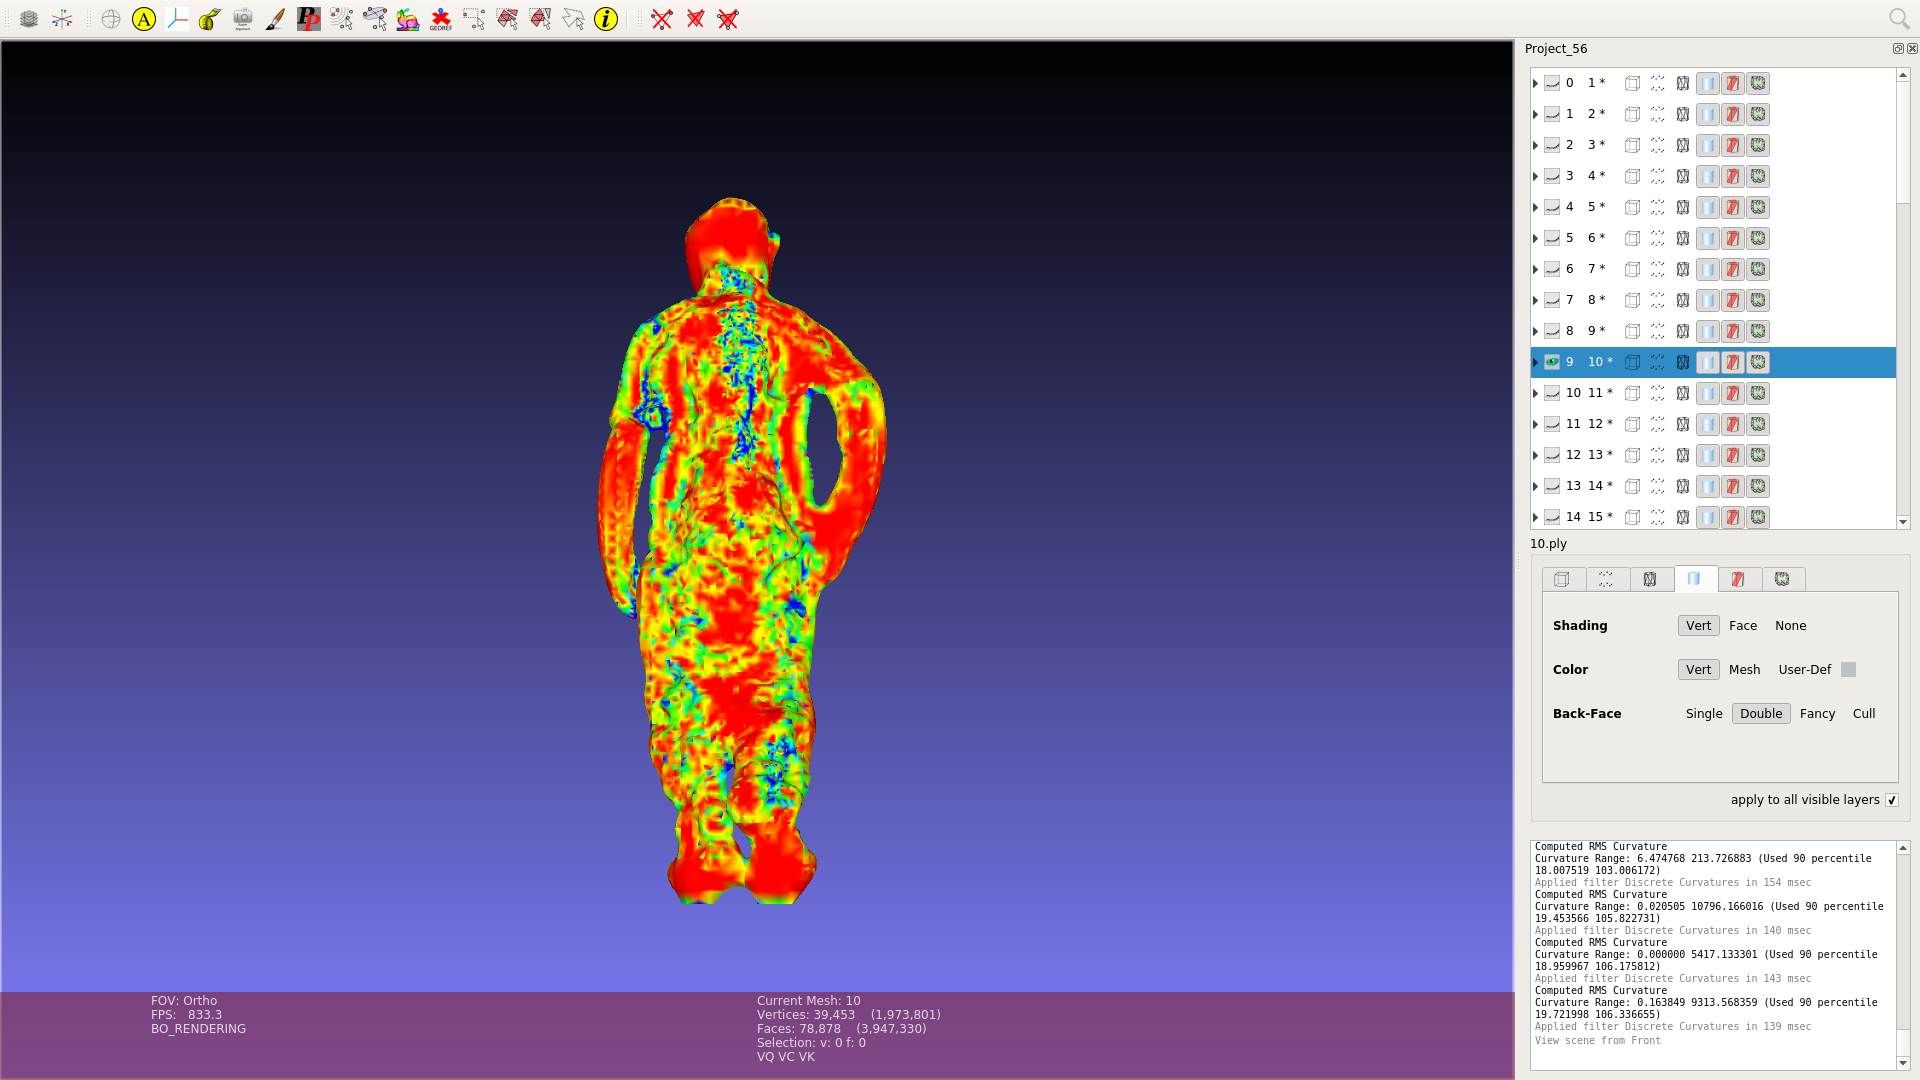 A
PP
GEOREF
i
Project_56
0 1 *
1 2 *
2 3 *
3 4 *
4 5 *
5 6 *
6 7 *
7 8 *
8 9 *
9 10 *
10 11 *
11 12 *
12 13 *
13 14 *
14 15 *
10.ply
Shading Vert Face None
Color Vert Mesh User-Def
Back-Face Single Double Fancy Cull
apply to all visible layers
Computed RMS Curvature
Curvature Range: 6.474768 213.726883 (Used 90 percentile
18.007519 103.006172)
Applied filter Discrete Curvatures in 154 msec
Computed RMS Curvature
Curvature Range: 0.020505 10796.166016 (Used 90 percentile
19.453566 105.822731)
Applied filter Discrete Curvatures in 140 msec
Computed RMS Curvature
Curvature Range: 0.000000 5417.133301 (Used 90 percentile
18.959967 106.175812)
Applied filter Discrete Curvatures in 143 msec
Computed RMS Curvature
Curvature Range: 0.163849 9313.568359 (Used 90 percentile
19.721998 106.336655)
Applied filter Discrete Curvatures in 139 msec
View scene from Front
FOV: Ortho
FPS: 833.3
BO_RENDERING
Current Mesh: 10
Vertices: 39,453 (1,973,801)
Faces: 78,878 (3,947,330)
Selection: v: 0 f: 0
VQ VC VK